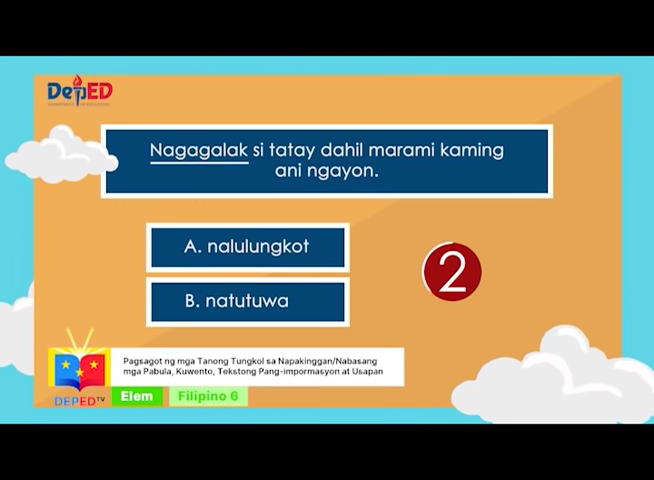 DepED
Nagagalak si tatay dahil marami kaming
ani ngayon.
A. nalulungkot
B. natutuwa
2
Pagsagot ng mga Tanong Tungkol sa Napakinggan/Nabasang
mga Pabula, Kuwento, Tekstong Pang-impormasyon at Usapan
DEPED TV
Elem
Filipino 6